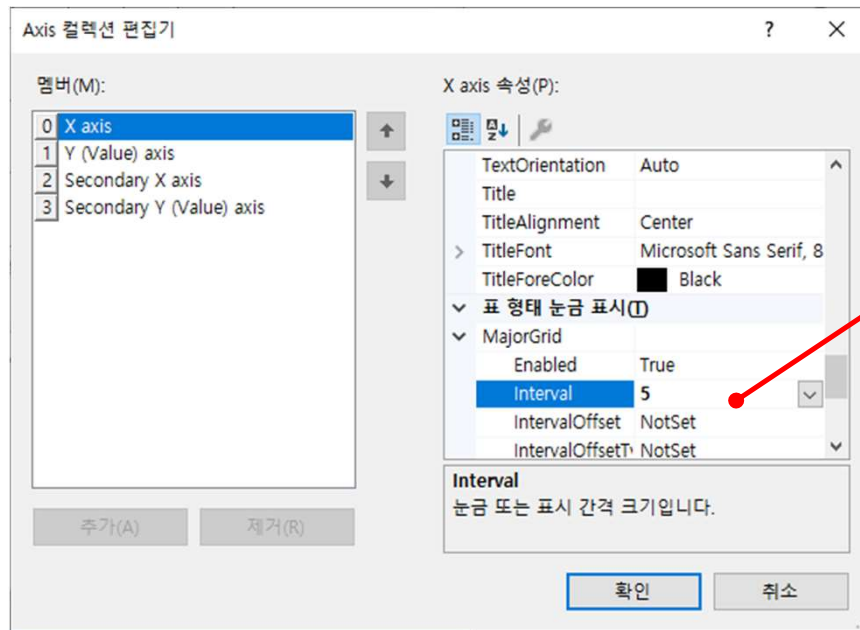 Axis 컬렉션 편집기
?
멤버(M):
0 X axis
1 Y (Value) axis
2 Secondary X axis
3 Secondary Y (Value) axis
추가(A)
제거(R)
X axis 속성(P):
TextOrientation Auto
Title
TitleAlignment Center
TitleFont Microsoft Sans Serif, 8
TitleForeColor Black
표 형태 눈금 표시(T)
MajorGrid
Enabled True
Interval 5
IntervalOffset NotSet
IntervalOffsetTy NotSet
Interval
눈금 또는 표시 간격 크기입니다.
확인
취소